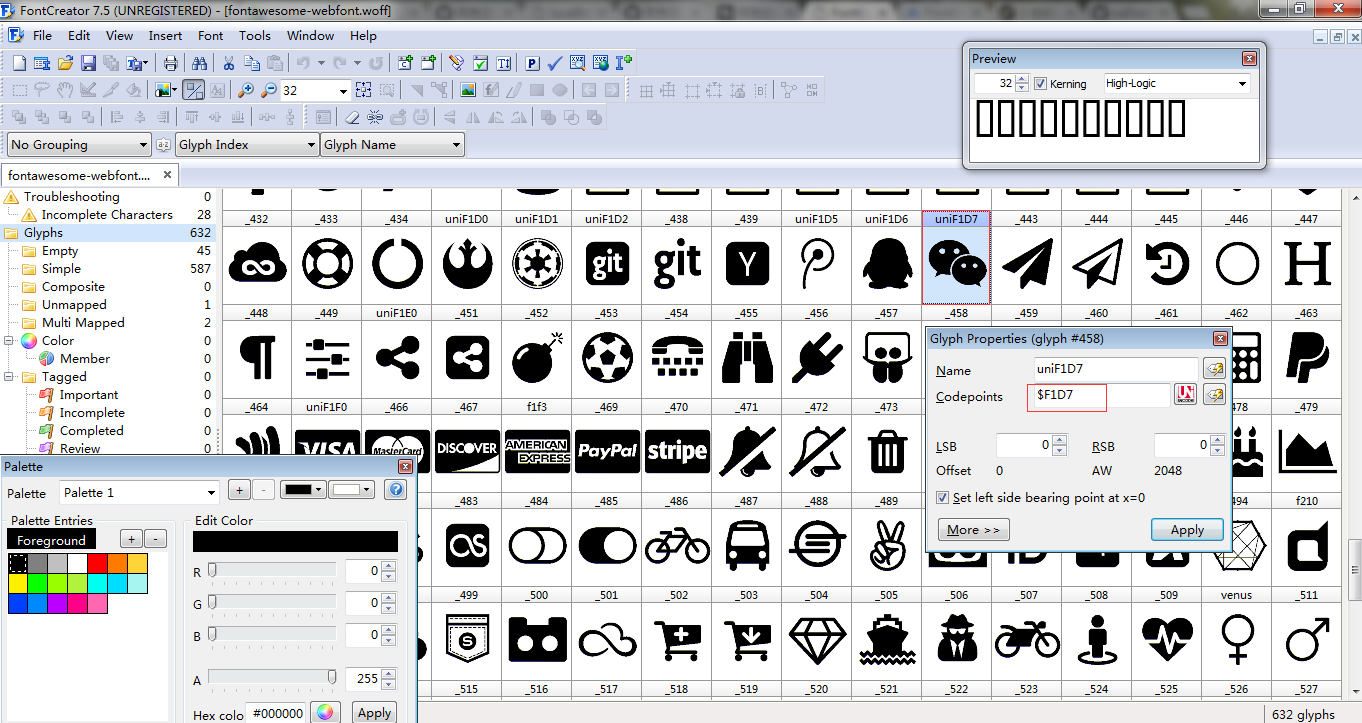 FontCreator 7.5 (UNREGISTERED) - [fontawesome-webfont.woff]
File Edit View Insert Font Tools Window Help
32
No Grouping Glyph Index Glyph Name
Preview
32 Kerning High-Logic
fontawesome-webfont....
Troubleshooting 0
Incomplete Characters 28
Glyphs 632
Empty 45
Simple 587
Composite 0
Unmapped 1
Multi Mapped 2
Color 0
Member 0
Tagged 0
Important 0
Incomplete 0
Completed 0
Review 0
_432 _433 _434 uniF1D0 uniF1D1 uniF1D2 _438 _439 uniF1D5 uniF1D6 uniF1D7 _443 _444 _445 _446 _447
git git Y H
_448 _449 uniF1E0 _451 _452 _453 _454 _455 _456 _457 _458 _459 _460 _461 _462 _463
_464 uniF1F0 _466 _467 f1f3 _469 _470 _471 _472 _473 478 _479
VISA MasterCard DISCOVER AMERICAN EXPRESS PayPal stripe
_483 _484 _485 _486 _487 _488 _489 _494 f210
_499 _500 _501 _502 _503 _504 _505 _506 _507 _508 _509 venus _511
S
_515 _516 _517 _518 _519 _520 _521 _522 _523 _524 _525 _526 _527
Glyph Properties (glyph #458)
Name uniF1D7
Codepoints $F1D7
LSB 0 RSB 0
Offset 0 AW 2048
Set left side bearing point at x=0
More >> Apply
Palette
Palette Palette 1 + -
Palette Entries
Foreground + -
Edit Color
R 0
G 0
B 0
A 255
Hex colo #000000 Apply
632 glyphs